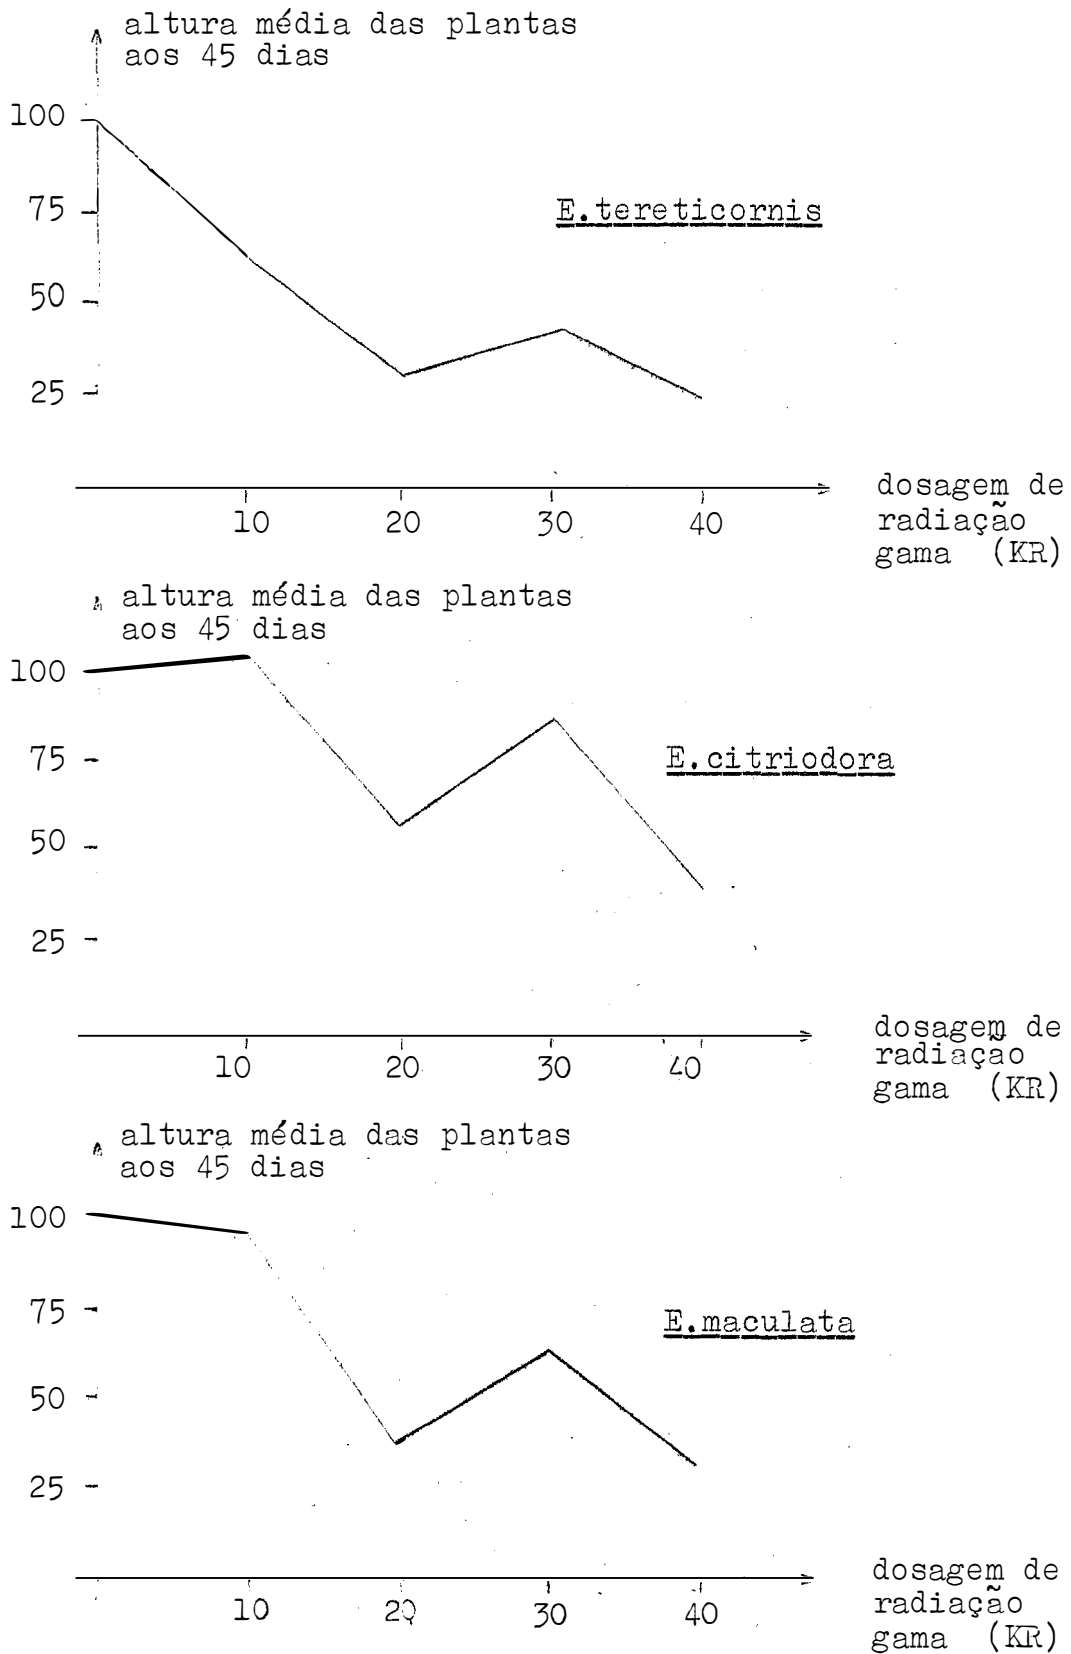 altura média das plantas
aos 45 dias
100
75
E.tereticornis
50
25
dosagem de
10 20 30 40 radiação
gama (KR)
altura média das plantas
aos 45 dias
100
75 E.citriodora
50
25
dosagem de
10 20 30 40 radiação
gama (KR)
altura média das plantas
aos 45 dias
100
75 E.maculata
50
25
dosagem de
10 20 30 40 radiação
gama (KR)